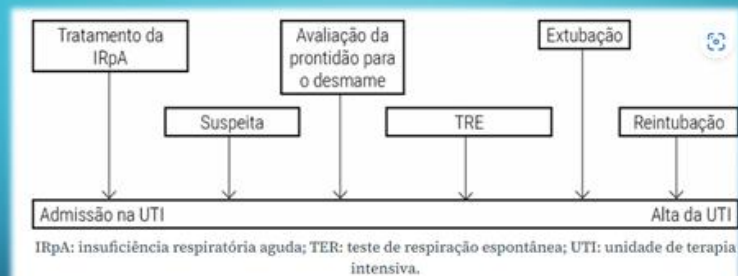 Tratamento da
IRpA
Avaliação da
prontidão para
o desmame
Extubação
Suspeita
TRE
Reintubação
Admissão na UTI
Alta da UTI
IRpA: insuficiência respiratória aguda; TER: teste de respiração espontânea; UTI: unidade de terapia
intensiva.